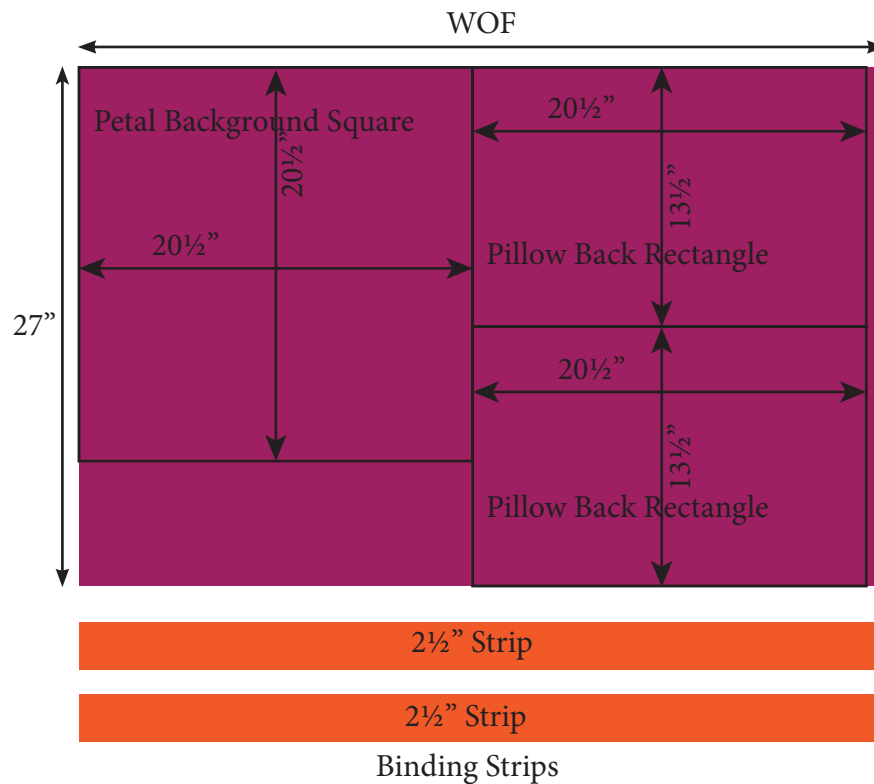 WOF
Petal Background Square
20½”
20½”
20½”
13½”
Pillow Back Rectangle
27”
20½”
13½”
Pillow Back Rectangle
2½” Strip
2½” Strip
Binding Strips